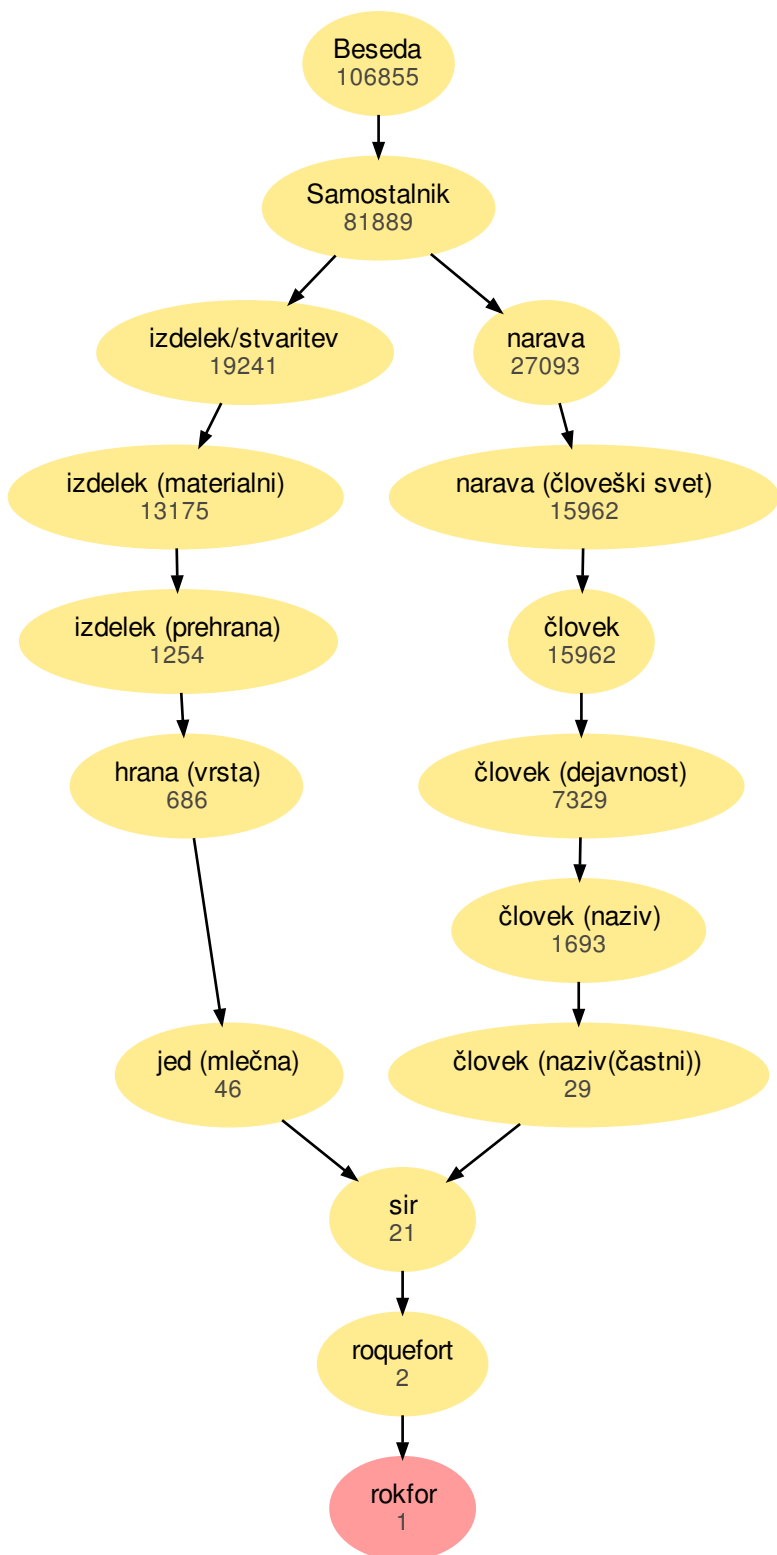 Beseda
106855
Samostalnik
81889
izdelek/stvaritev
19241
narava
27093
izdelek (materialni)
13175
narava (človeški svet)
15962
izdelek (prehrana)
1254
človek
15962
hrana (vrsta)
686
človek (dejavnost)
7329
človek (naziv)
1693
jed (mlečna)
46
človek (naziv(častni))
29
sir
21
roquefort
2
rokfor
1